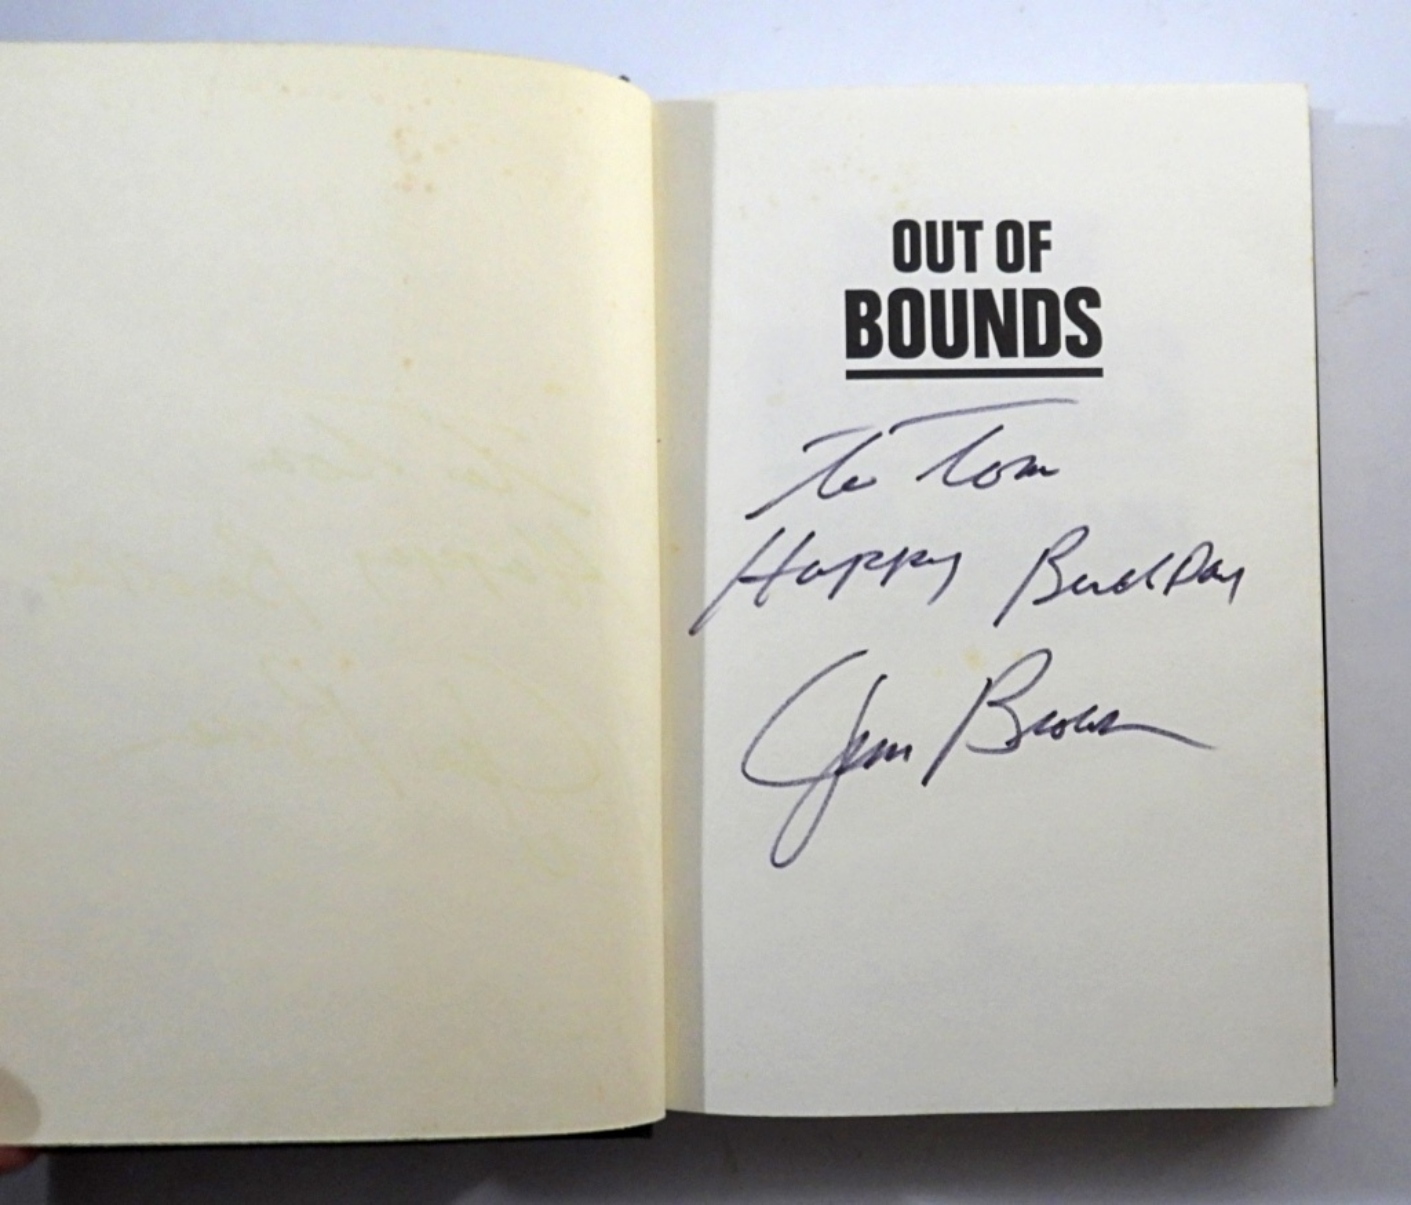 OUT OF
BOUNDS
To Tom
Happy BirthDay
Jim Brown